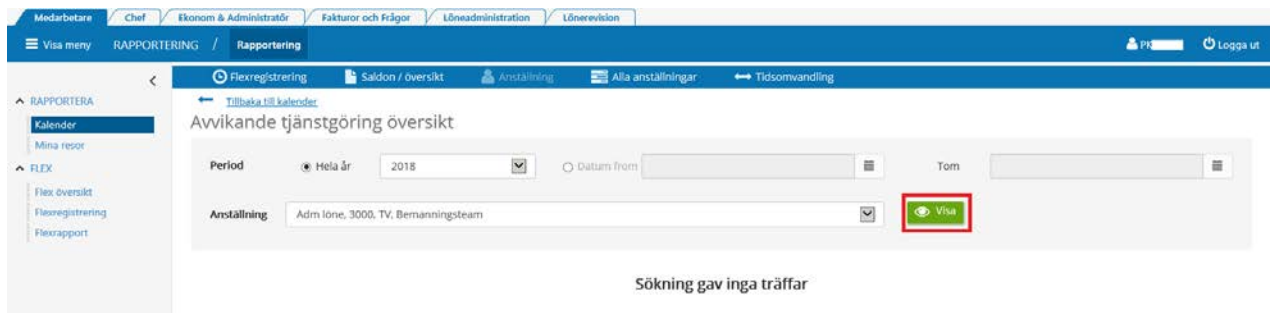 Medarbetare Chef Ekonom & Administratör Fakturor och Frågor Löneadministration Lönerevision
Visa meny RAPPORTERING / Rapportering PK Logga ut
Flexregistrering Saldon / översikt Anställning Alla anställningar Tidsomvandling
RAPPORTERA
Kalender
Mina resor
FLEX
Flex översikt
Flexregistrering
Flexrapport
Tillbaka till kalender
Avvikande tjänstgöring översikt
Period Hela år 2018 Datum from Tom
Anställning Adm löne, 3000, TV, Bemanningsteam Visa
Sökning gav inga träffar